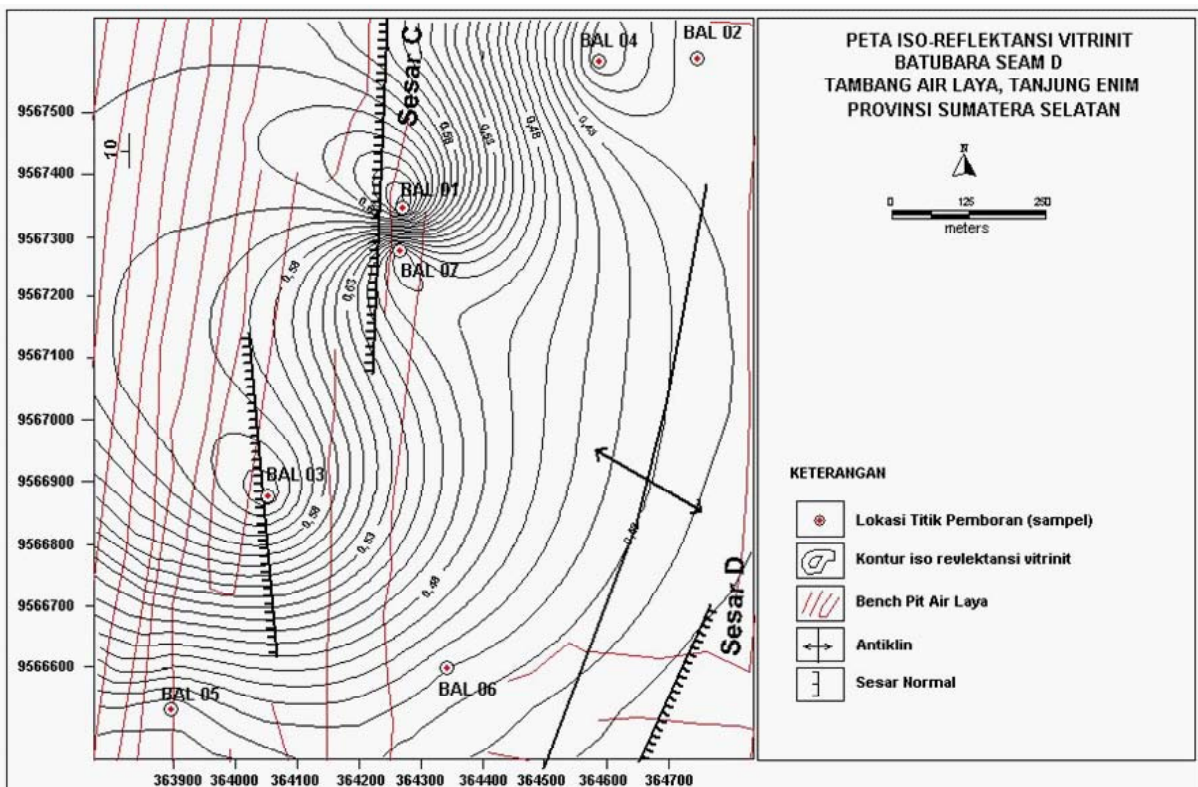 PETA ISO-REFLEKTANSI VITRINIT
BATUBARA SEAM D
TAMBANG AIR LAYA, TANJUNG ENIM
PROVINSI SUMATERA SELATAN
N
0 125 250
meters
KETERANGAN
Lokasi Titik Pemboran (sampel)
Kontur iso revlektansi vitrinit
Bench Pit Air Laya
Antiklin
Sesar Normal
Sesar C
BAL 04
BAL 02
9567500
9567400
9567300
9567200
9567100
9567000
9566900
9566800
9566700
9566600
10
0,58
0,53
0,48
0,43
BAL 01
BAL 07
0,58
0,63
BAL 03
0,58
0,53
0,48
Sesar D
BAL 05
BAL 06
363900 364000 364100 364200 364300 364400 364500 364600 364700